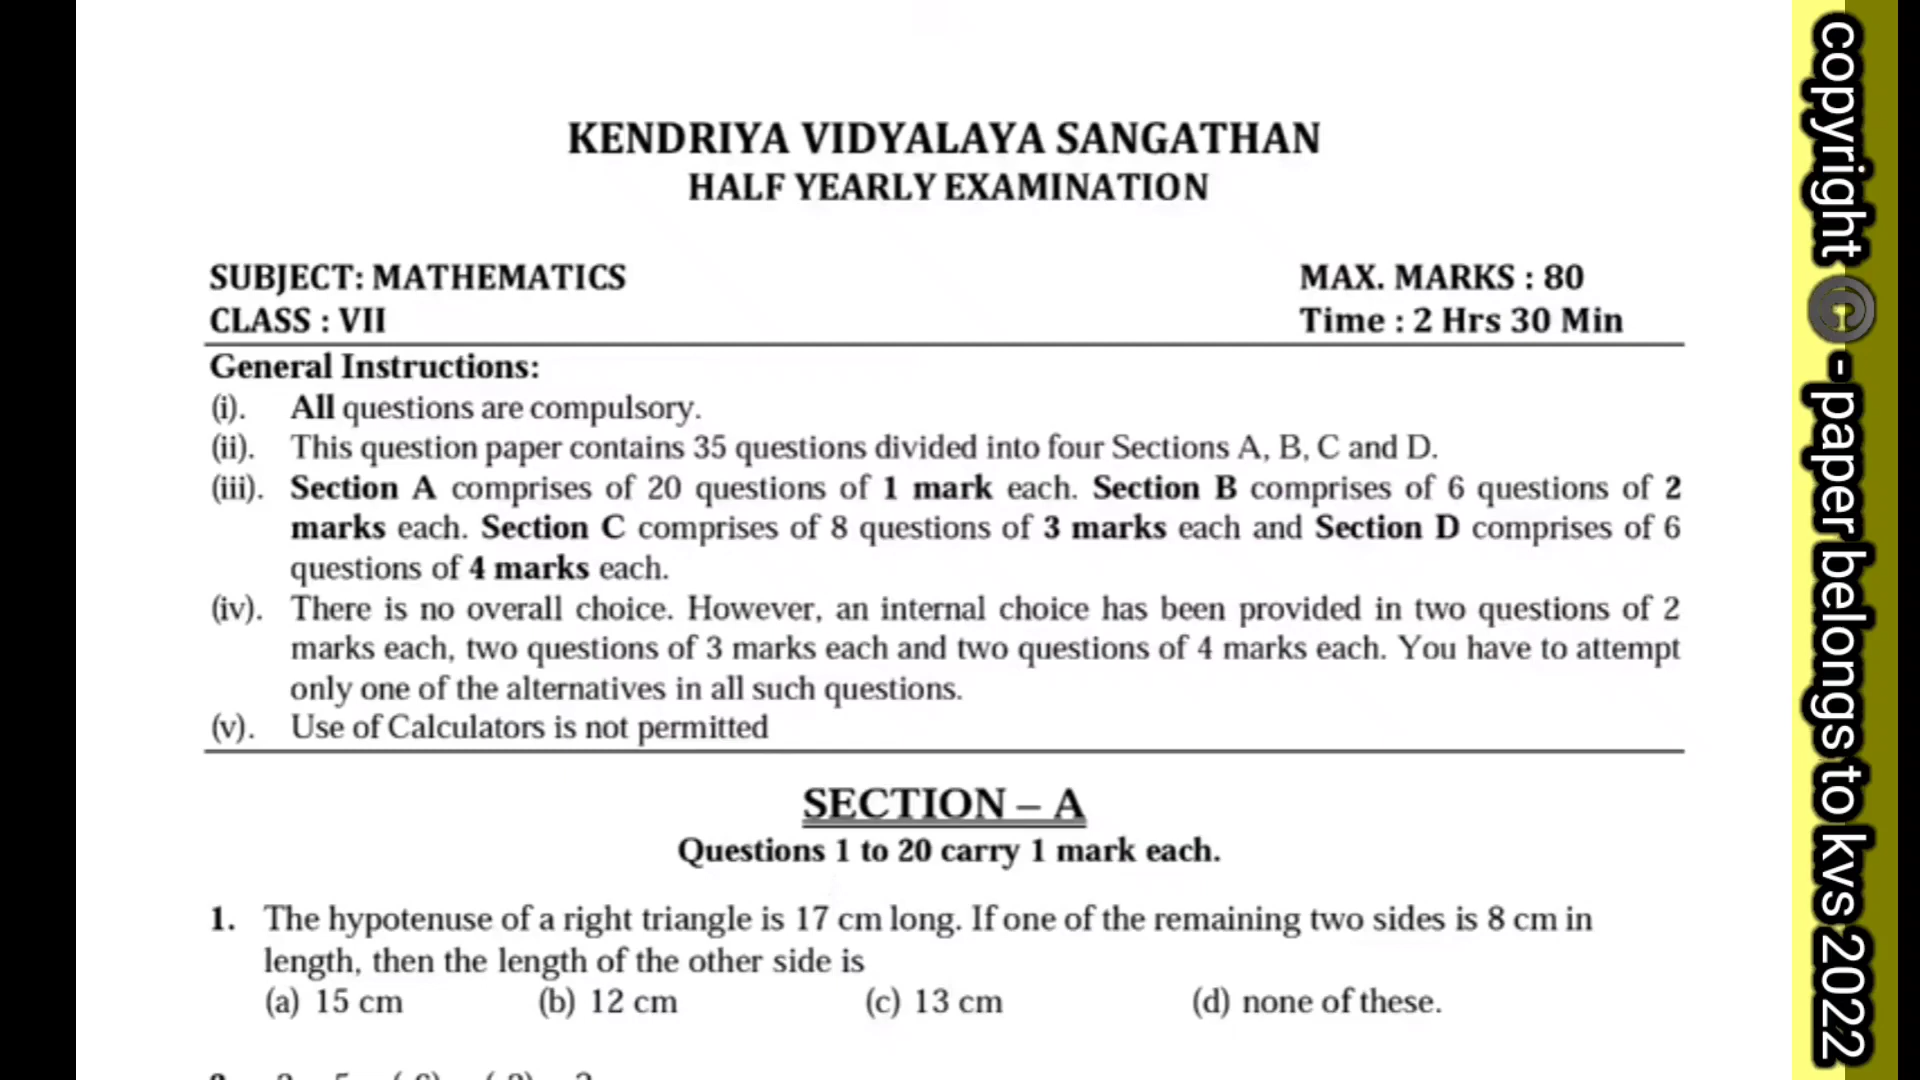 KENDRIYA VIDYALAYA SANGATHAN
HALF YEARLY EXAMINATION
SUBJECT: MATHEMATICS MAX. MARKS : 80
CLASS : VII Time : 2 Hrs 30 Min
General Instructions:
(i). All questions are compulsory.
(ii). This question paper contains 35 questions divided into four Sections A, B, C and D.
(iii). Section A comprises of 20 questions of 1 mark each. Section B comprises of 6 questions of 2
marks each. Section C comprises of 8 questions of 3 marks each and Section D comprises of 6
questions of 4 marks each.
(iv). There is no overall choice. However, an internal choice has been provided in two questions of 2
marks each, two questions of 3 marks each and two questions of 4 marks each. You have to attempt
only one of the alternatives in all such questions.
(v). Use of Calculators is not permitted
SECTION – A
Questions 1 to 20 carry 1 mark each.
1. The hypotenuse of a right triangle is 17 cm long. If one of the remaining two sides is 8 cm in
length, then the length of the other side is
(a) 15 cm (b) 12 cm (c) 13 cm (d) none of these.
copyright © - paper belongs to kvs 2022